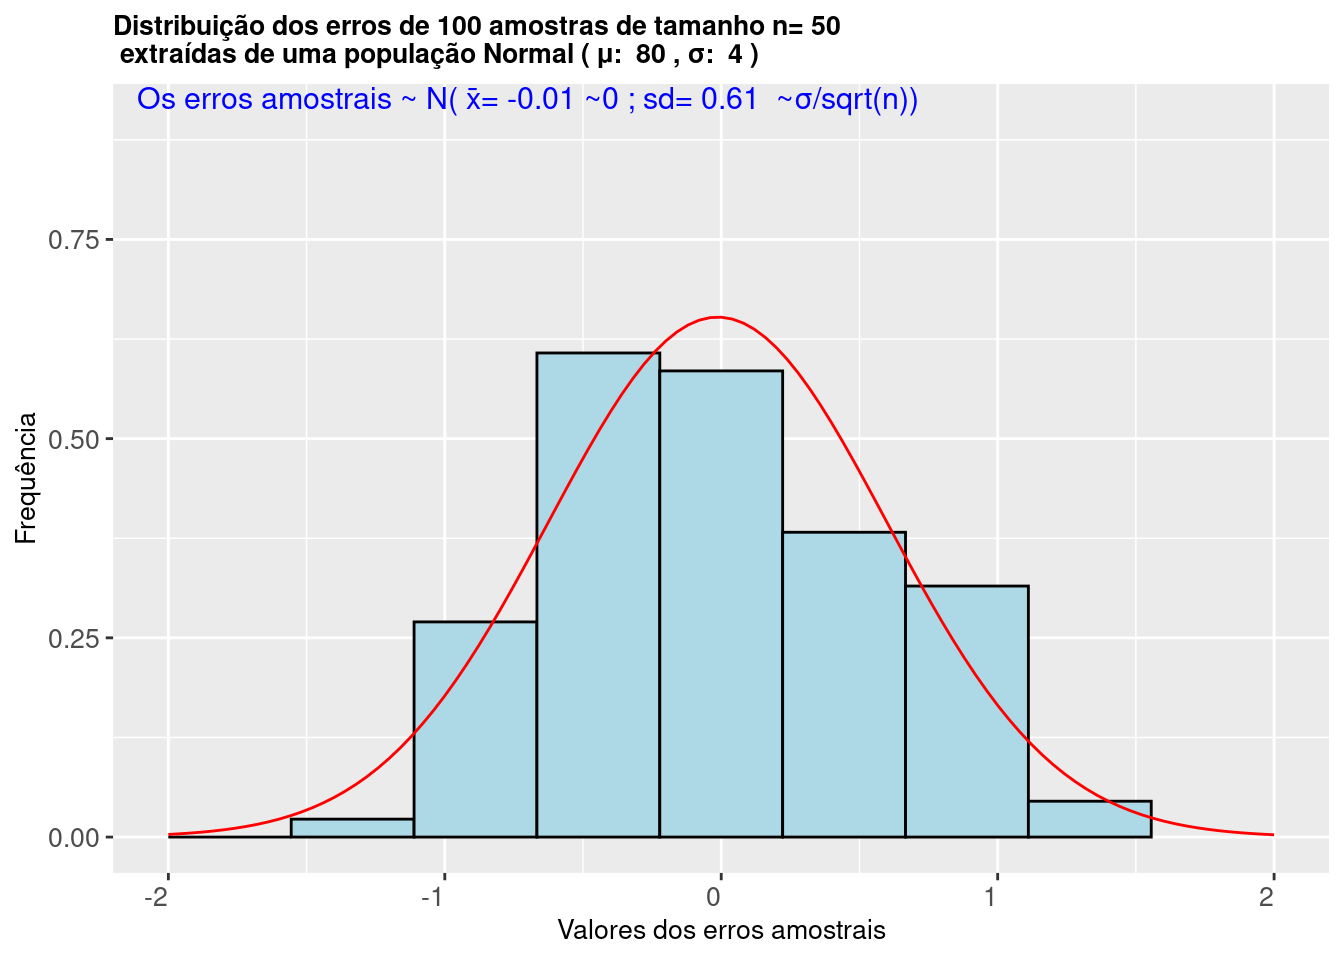 Distribuição dos erros de 100 amostras de tamanho n= 50
extraídas de uma população Normal ( μ:  80 , σ:  4 )
Os erros amostrais ~ N( x̄= -0.01 ~0 ; sd= 0.61  ~σ/sqrt(n))
Frequência
0.75
0.50
0.25
0.00
-2
-1
0
1
2
Valores dos erros amostrais